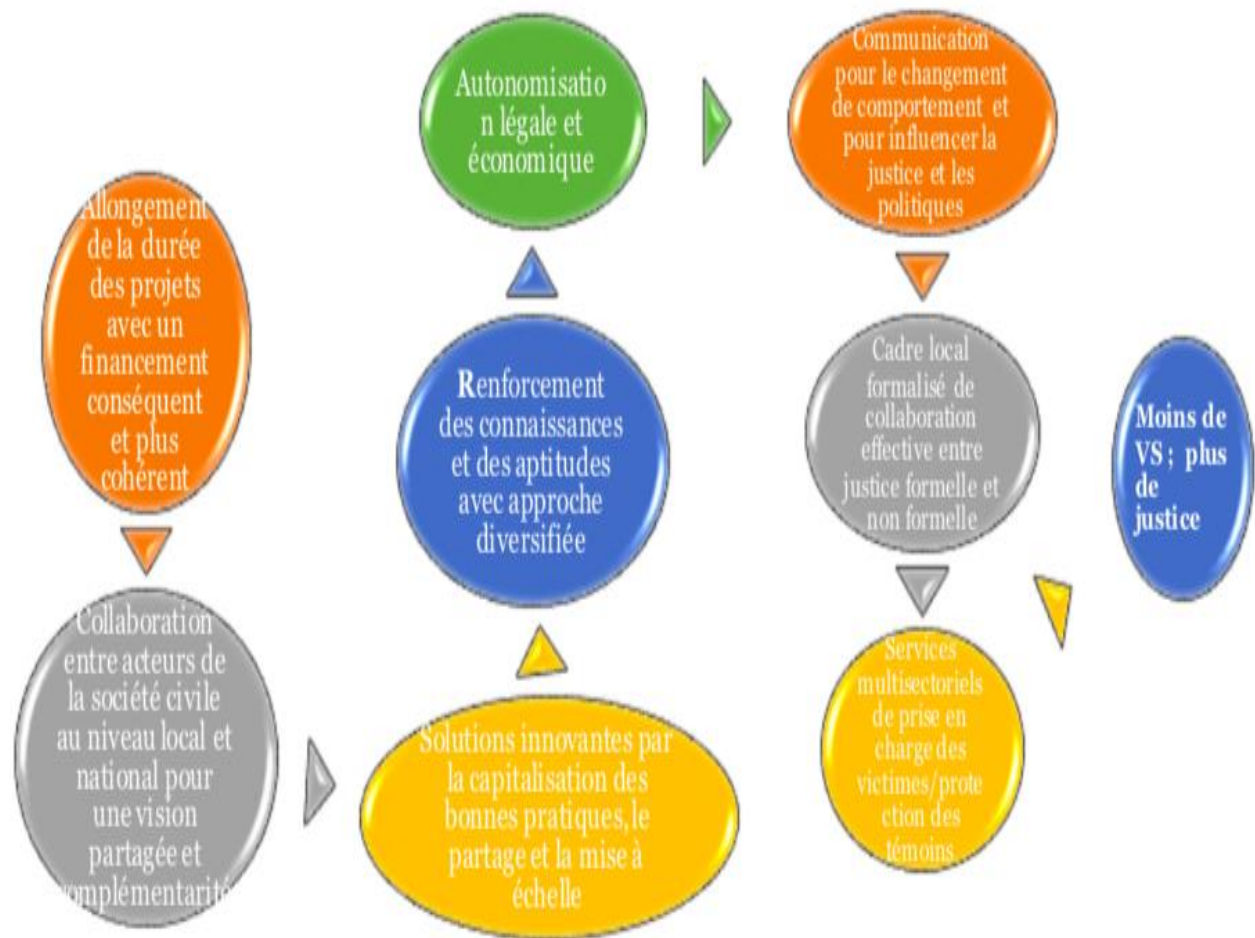 Allongement
de la durée
des projets
avec un
financement
conséquent
et plus
cohérent
Collaboration
entre acteurs de
la société civile
au niveau local et
national pour
une vision
partagée et
complémentarité
Solutions innovantes par
la capitalisation des
bonnes pratiques, le
partage et la mise à
échelle
Renforcement
des connaissances
et des aptitudes
avec approche
diversifiée
Autonomisatio
n légale et
économique
Communication
pour le changement
de comportement et
pour influencer la
justice et les
politiques
Cadre local
formalisé de
collaboration
effective entre
justice formelle et
non formelle
Services
multisectoriels
de prise en
charge des
victimes/prote
ction des
témoins
Moins de
VS ; plus
de
justice